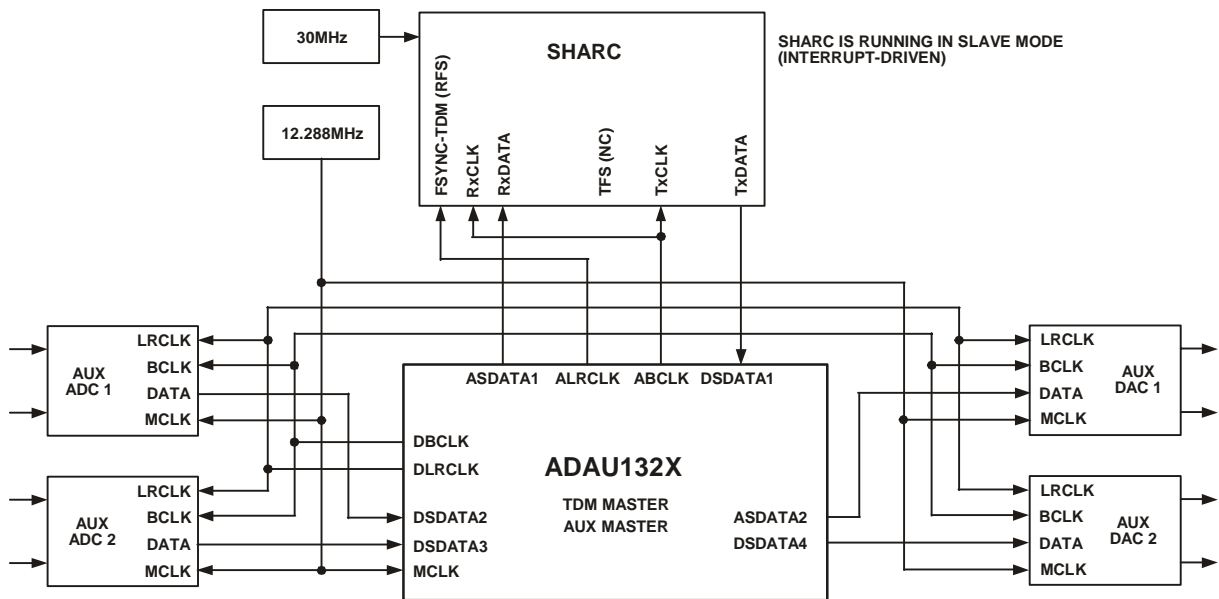 30MHz
12.288MHz
SHARC
SHARC IS RUNNING IN SLAVE MODE
(INTERRUPT-DRIVEN)
FSYNC-TDM (RFS)
RxCLK
RxDATA
TFS (NC)
TxCLK
TxDATA
AUX
ADC 1
LRCLK
BCLK
DATA
MCLK
AUX
ADC 2
LRCLK
BCLK
DATA
MCLK
ASDATA1
ALRCLK
ABCLK
DSDATA1
DBCLK
DLRCLK
DSDATA2
DSDATA3
MCLK
ADAU132X
TDM MASTER
AUX MASTER
ASDATA2
DSDATA4
LRCLK
BCLK
DATA
MCLK
AUX
DAC 1
LRCLK
BCLK
DATA
MCLK
AUX
DAC 2